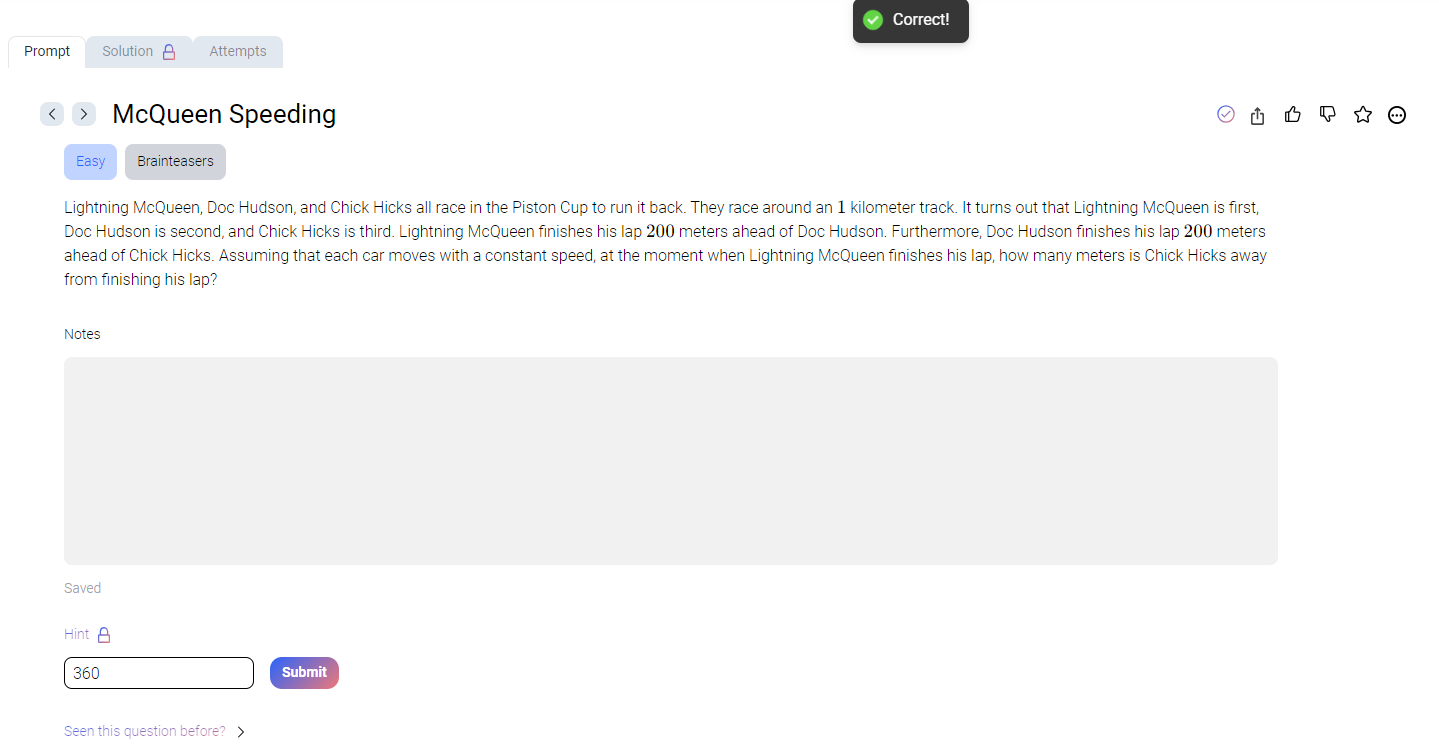 Correct!
Prompt Solution Attempts
McQueen Speeding
Easy Brainteasers
Lightning McQueen, Doc Hudson, and Chick Hicks all race in the Piston Cup to run it back. They race around an 1 kilometer track. It turns out that Lightning McQueen is first,
Doc Hudson is second, and Chick Hicks is third. Lightning McQueen finishes his lap 200 meters ahead of Doc Hudson. Furthermore, Doc Hudson finishes his lap 200 meters
ahead of Chick Hicks. Assuming that each car moves with a constant speed, at the moment when Lightning McQueen finishes his lap, how many meters is Chick Hicks away
from finishing his lap?
Notes
Saved
Hint
360 Submit
Seen this question before?